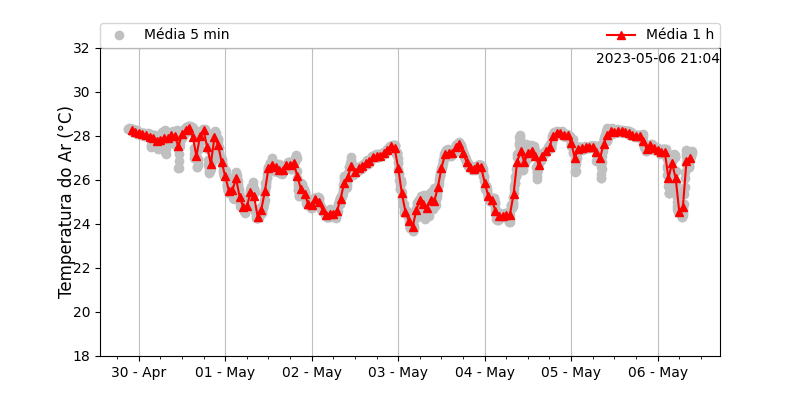 Média 5 min
Média 1 h
2023-05-06 21:04
Temperatura do Ar (°C)
32
30
28
26
24
22
20
18
30 - Apr
01 - May
02 - May
03 - May
04 - May
05 - May
06 - May